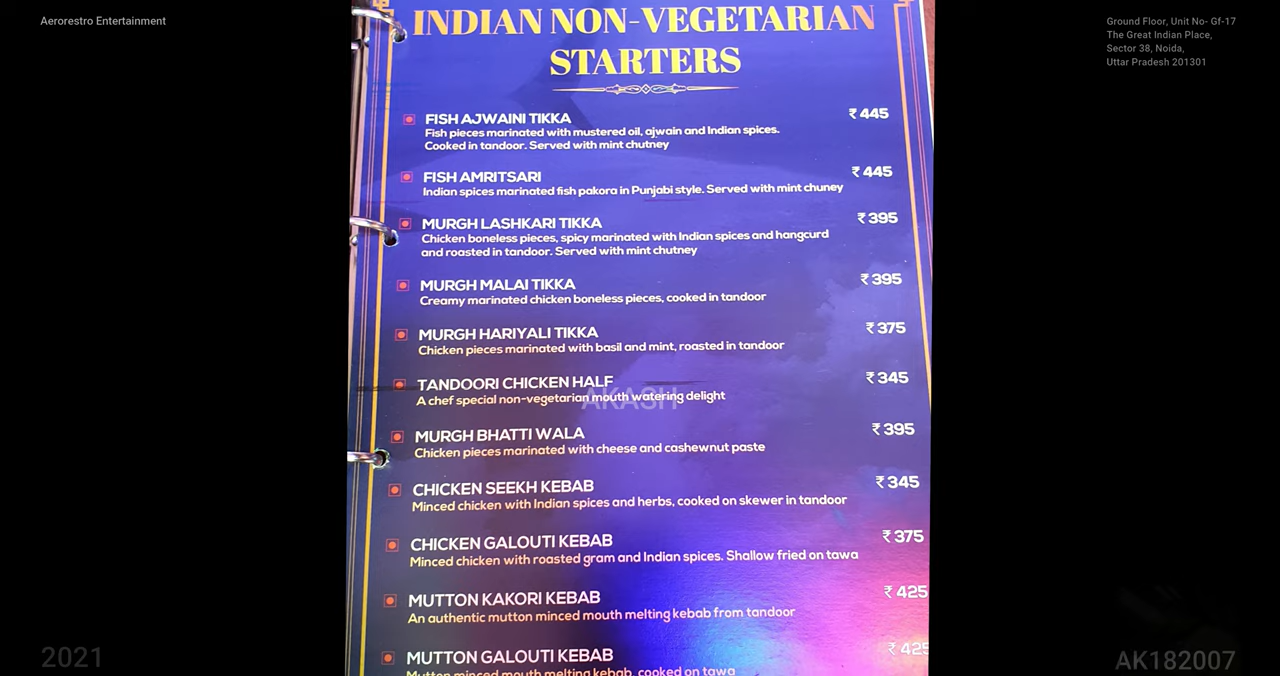 Aerorestro Entertainment
Ground Floor, Unit No- Gf-17
The Great Indian Place,
Sector 38, Noida,
Uttar Pradesh 201301
INDIAN NON-VEGETARIAN
STARTERS
FISH AJWAINI TIKKA ₹ 445
Fish pieces marinated with mustered oil, ajwain and Indian spices.
Cooked in tandoor. Served with mint chutney
FISH AMRITSARI ₹ 445
Indian spices marinated fish pakora in Punjabi style. Served with mint chuney
MURGH LASHKARI TIKKA ₹ 395
Chicken boneless pieces, spicy marinated with Indian spices and hangcurd
and roasted in tandoor. Served with mint chutney
MURGH MALAI TIKKA ₹ 395
Creamy marinated chicken boneless pieces, cooked in tandoor
MURGH HARIYALI TIKKA ₹ 375
Chicken pieces marinated with basil and mint, roasted in tandoor
TANDOORI CHICKEN HALF ₹ 345
A chef special non-vegetarian mouth watering delight
AKASH
MURGH BHATTI WALA ₹ 395
Chicken pieces marinated with cheese and cashewnut paste
CHICKEN SEEKH KEBAB ₹ 345
Minced chicken with Indian spices and herbs, cooked on skewer in tandoor
CHICKEN GALOUTI KEBAB ₹ 375
Minced chicken with roasted gram and Indian spices. Shallow fried on tawa
MUTTON KAKORI KEBAB ₹ 425
An authentic mutton minced mouth melting kebab from tandoor
MUTTON GALOUTI KEBAB ₹ 425
Mutton minced mouth melting kebab, cooked on tawa
2021
AK182007